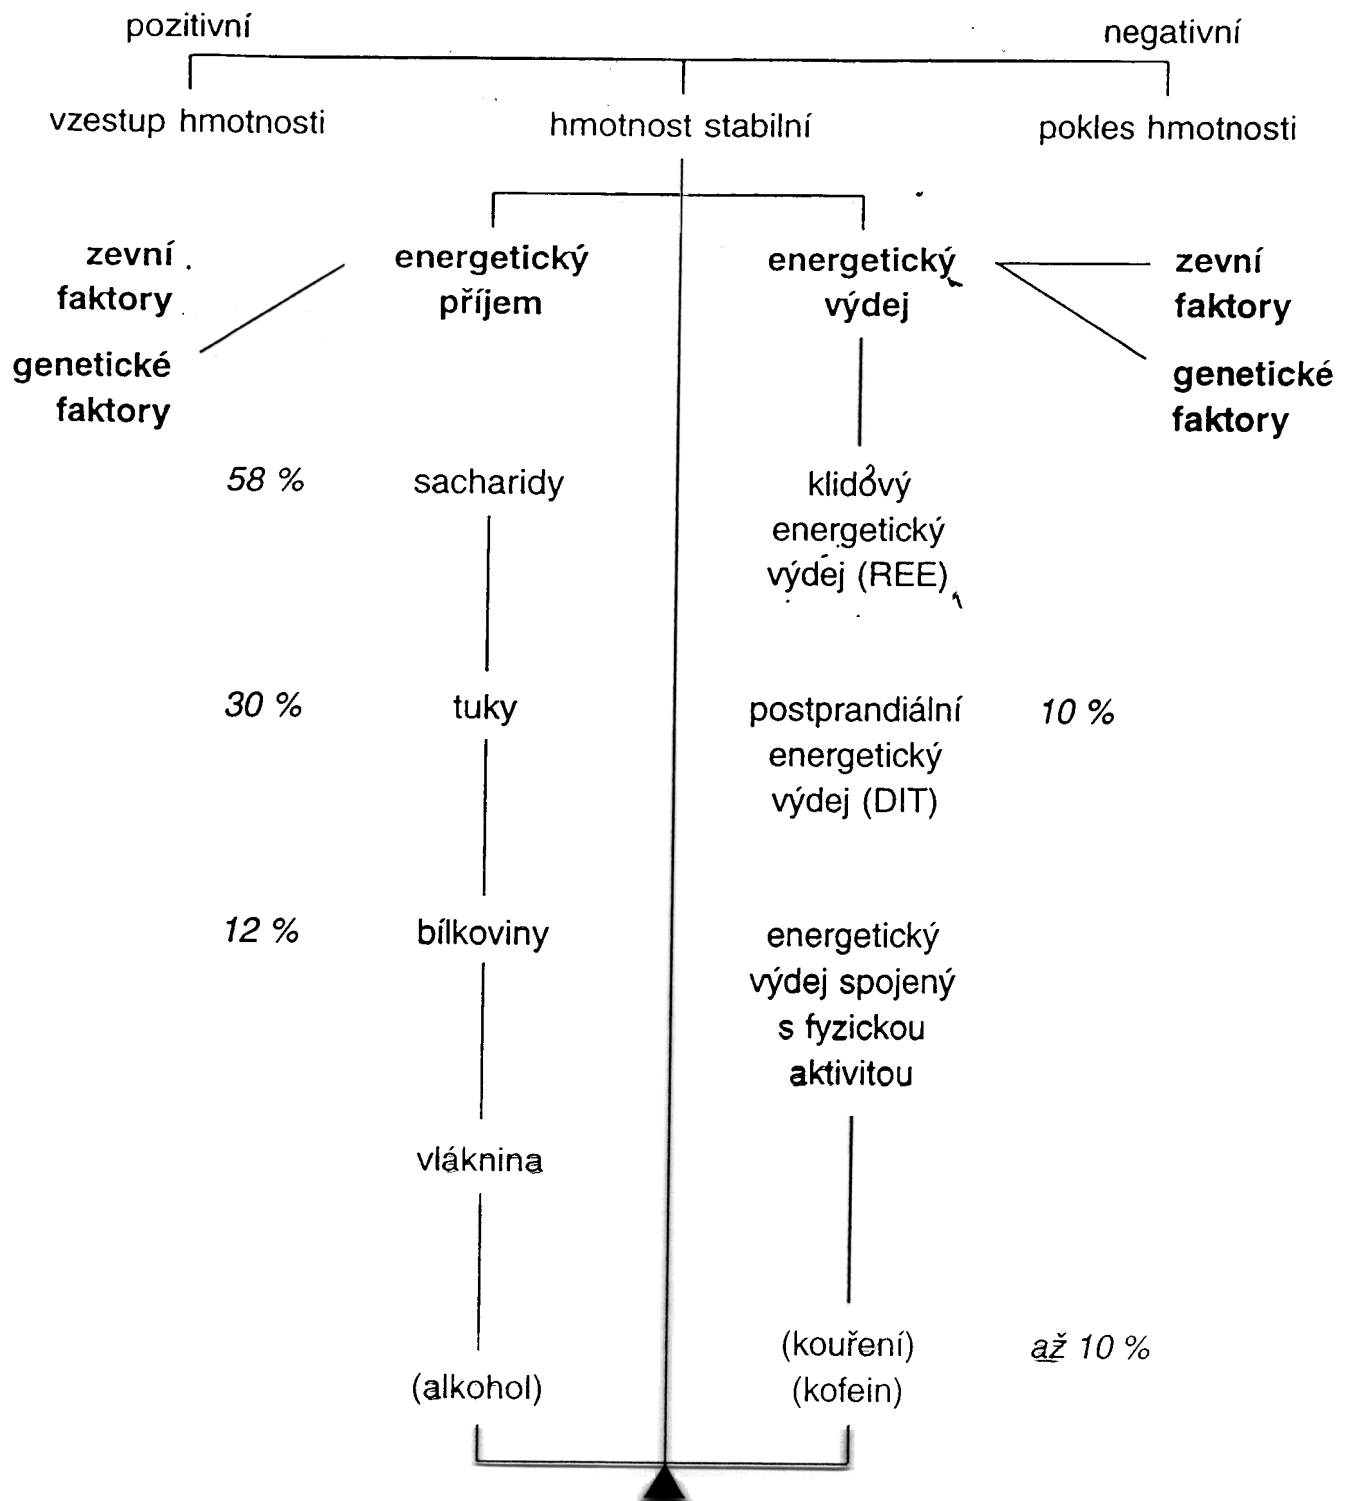 pozitivní
negativní
vzestup hmotnosti
hmotnost stabilní
pokles hmotnosti
zevní
faktory
genetické
faktory
energetický
příjem
energetický
výdej
zevní
faktory
genetické
faktory
58 %
sacharidy
klidový
energetický
výdej (REE)
30 %
tuky
postprandiální
energetický
výdej (DIT)
10 %
12 %
bílkoviny
energetický
výdej spojený
s fyzickou
aktivitou
vláknina
(alkohol)
(kouření)
(kofein)
až 10 %